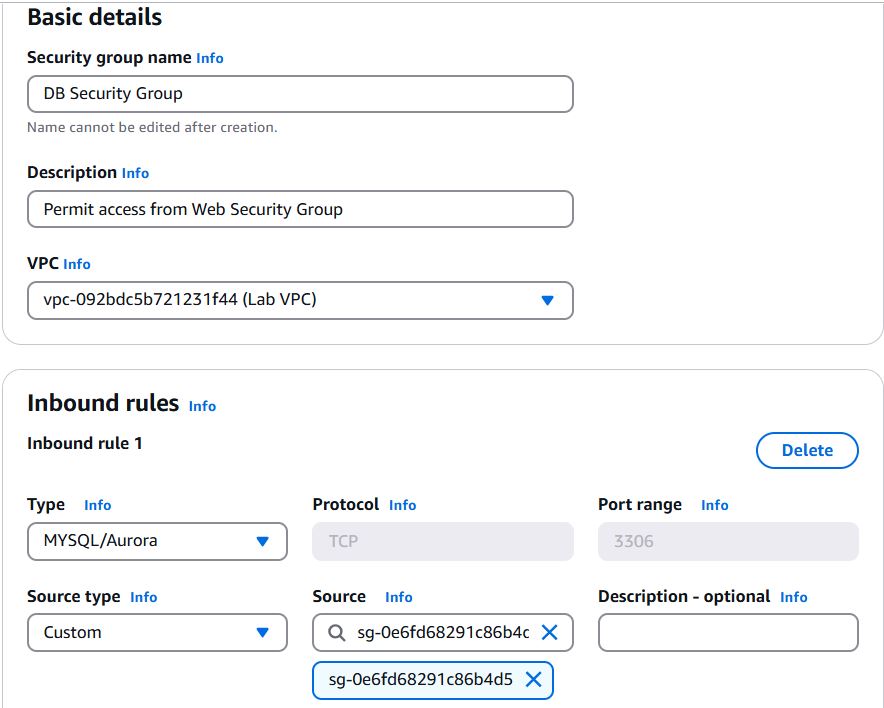 Basic details
Security group name Info
DB Security Group
Name cannot be edited after creation.
Description Info
Permit access from Web Security Group
VPC Info
vpc-092bdc5b721231f44 (Lab VPC)
Inbound rules Info
Inbound rule 1
Delete
Type Info
Protocol Info
Port range Info
MYSQL/Aurora
TCP
3306
Source type Info
Source Info
Description - optional Info
Custom
sg-0e6fd68291c86b4c
sg-0e6fd68291c86b4d5